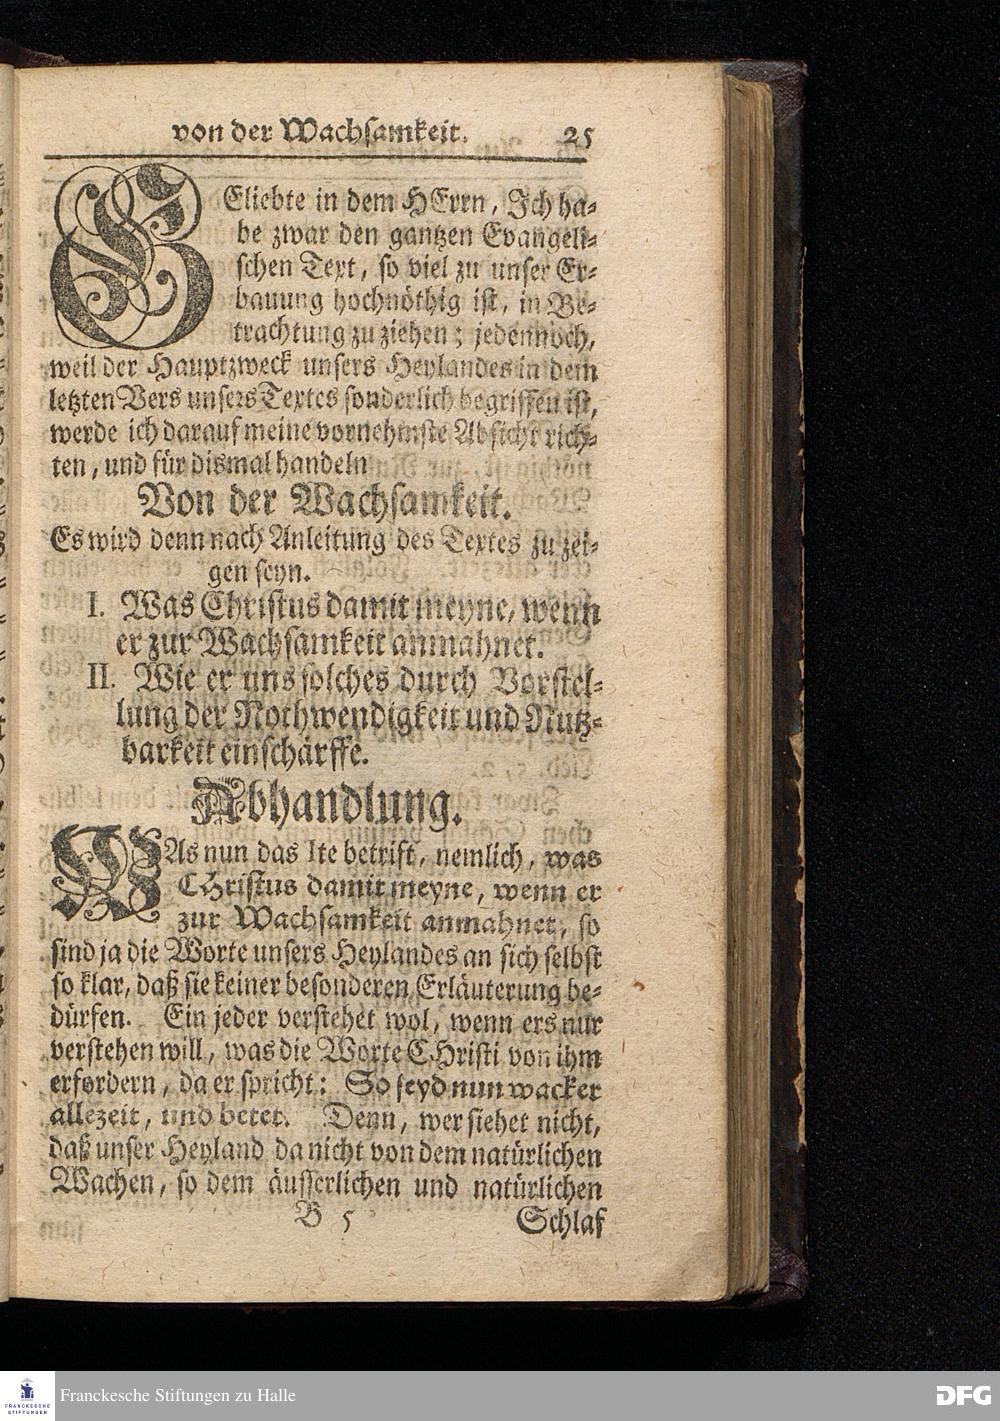 von der Wachsamkeit. 25
GEliebte in dem HErrn, Ich ha-
be zwar den gantzen Evangeli-
schen Text, so viel zu unser Er-
bauung hochnöthig ist, in Be-
trachtung zu ziehen; jedennoch,
weil der Hauptzweck unsers Heylandes in dem
letzten Vers unsers Textes sonderlich begriffen ist,
werde ich darauf meine vornehmste Absicht rich-
ten, und für dismal handeln
Von der Wachsamkeit.
Es wird denn nach Anleitung des Textes zu zei-
gen seyn.
I. Was Christus damit meyne, wenn
er zur Wachsamkeit anmahnet.
II. Wie er uns solches durch Vorstel-
lung der Nothwendigkeit und Nutz-
barkeit einschärffe.
Abhandlung.
WAs nun das Ite betrift, nemlich, was
CHristus damit meyne, wenn er
zur Wachsamkeit anmahnet, so
sind ja die Worte unsers Heylandes an sich selbst
so klar, daß sie keiner besonderen Erläuterung be-
dürfen. Ein jeder verstehet wol, wenn ers nur
verstehen will, was die Worte CHristi von ihm
erfordern, da er spricht: So seyd nun wacker
allezeit, und betet. Denn, wer siehet nicht,
daß unser Heyland da nicht von dem natürlichen
Wachen, so dem äusserlichen und natürlichen
B 5 Schlaf
Franckesche Stiftungen zu Halle
FRANCKESCHE
STIFTUNGEN
DFG